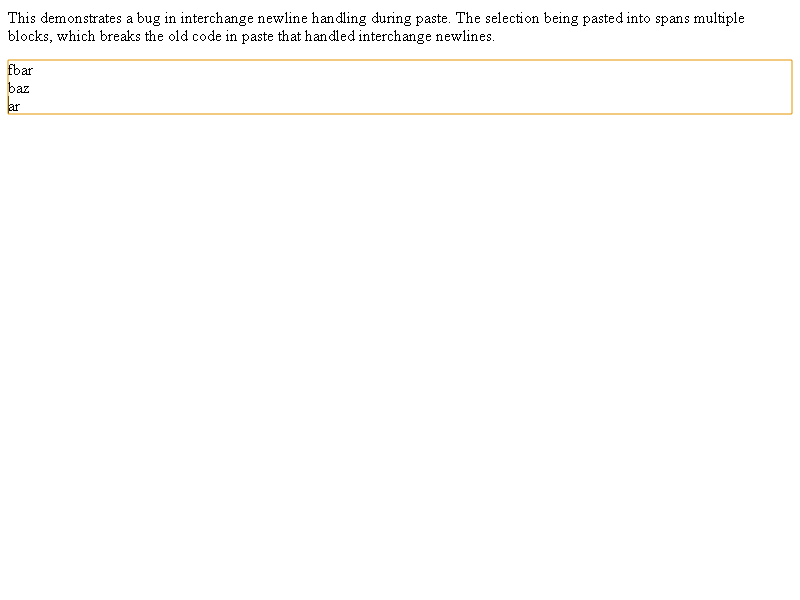 This demonstrates a bug in interchange newline handling during paste. The selection being pasted into spans multiple
blocks, which breaks the old code in paste that handled interchange newlines.
fbar
baz
ar